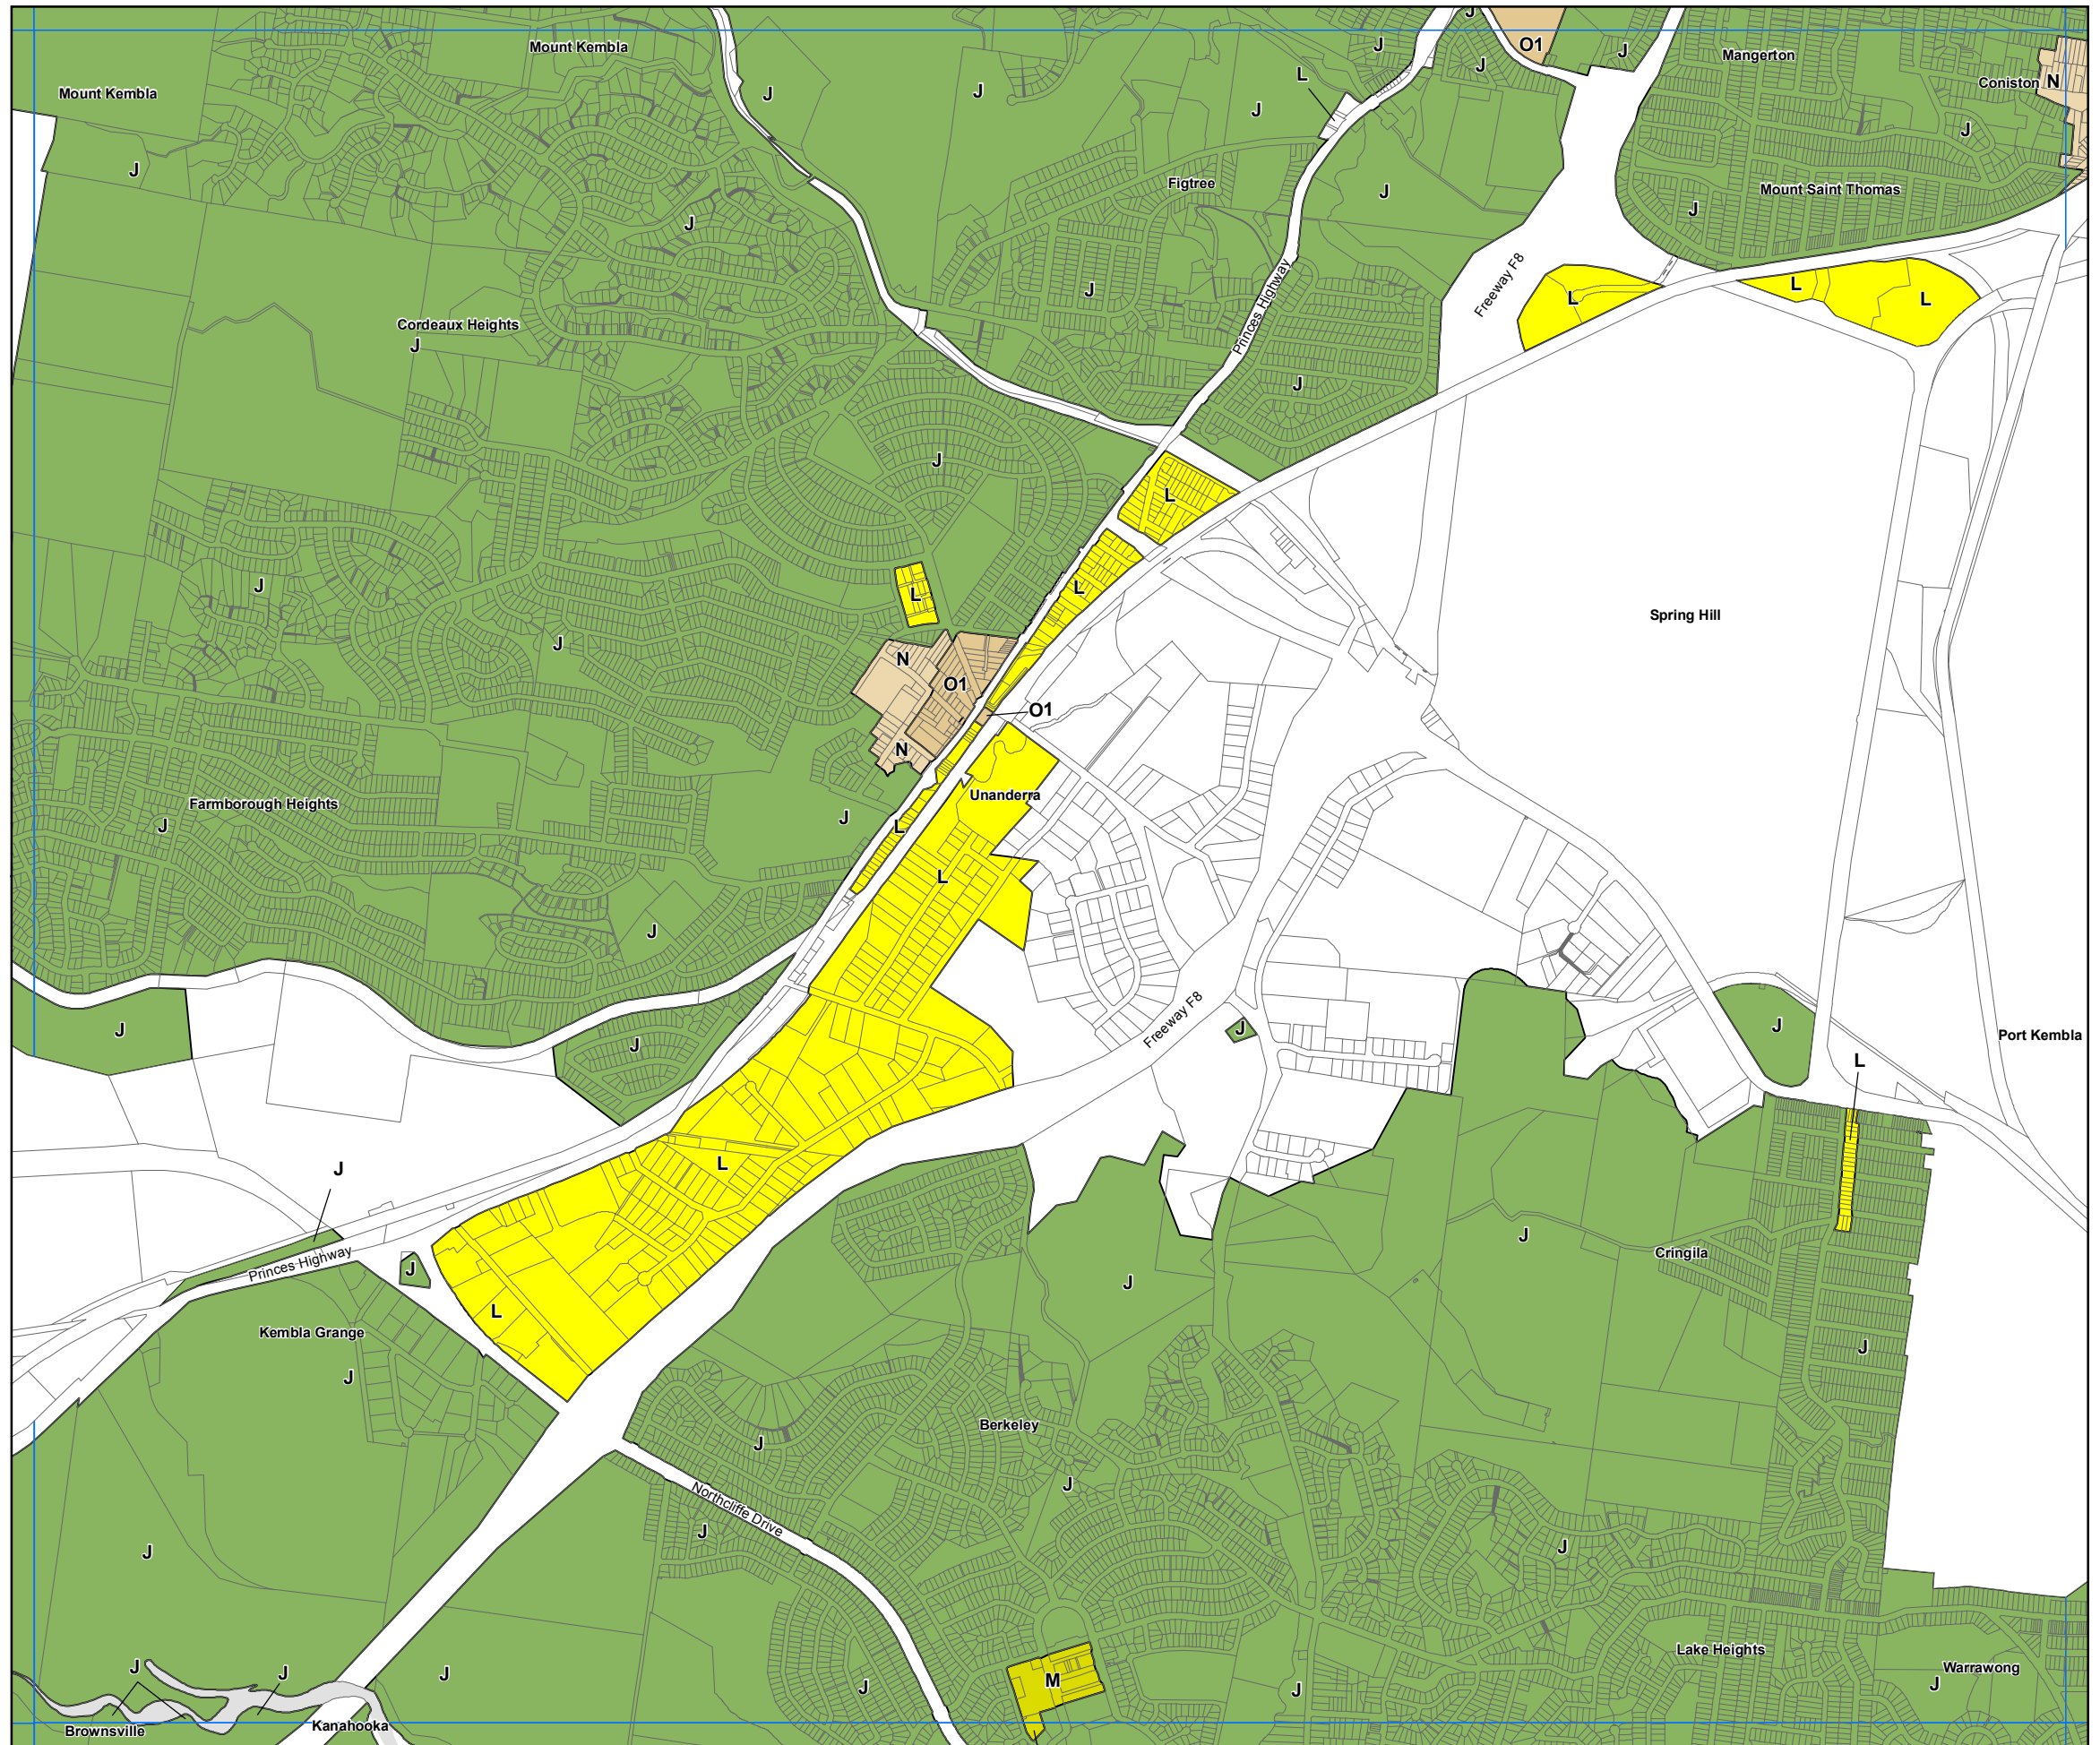 J
O1
Mount Kembla
J
J
J
Mangerton
J
L
Coniston
N
Mount Kembla
J
J
J
J
J
Figtree
J
Mount Saint Thomas
J
J
Freeway F8
J
L
L
L
Princes Highway
Cordeaux Heights
J
J
J
L
J
L
L
Spring Hill
J
N
O1
O1
N
Unanderra
Farmborough Heights
J
J
L
L
J
J
Freeway F8
J
J
J
Port Kembla
L
J
L
J
Cringila
Princes Highway
J
J
L
Kembla Grange
J
J
Berkeley
J
J
Northcliffe Drive
J
J
J
Lake Heights
J
J
J
Warrawong
J
M
J
J
Kanahooka
Brownsville